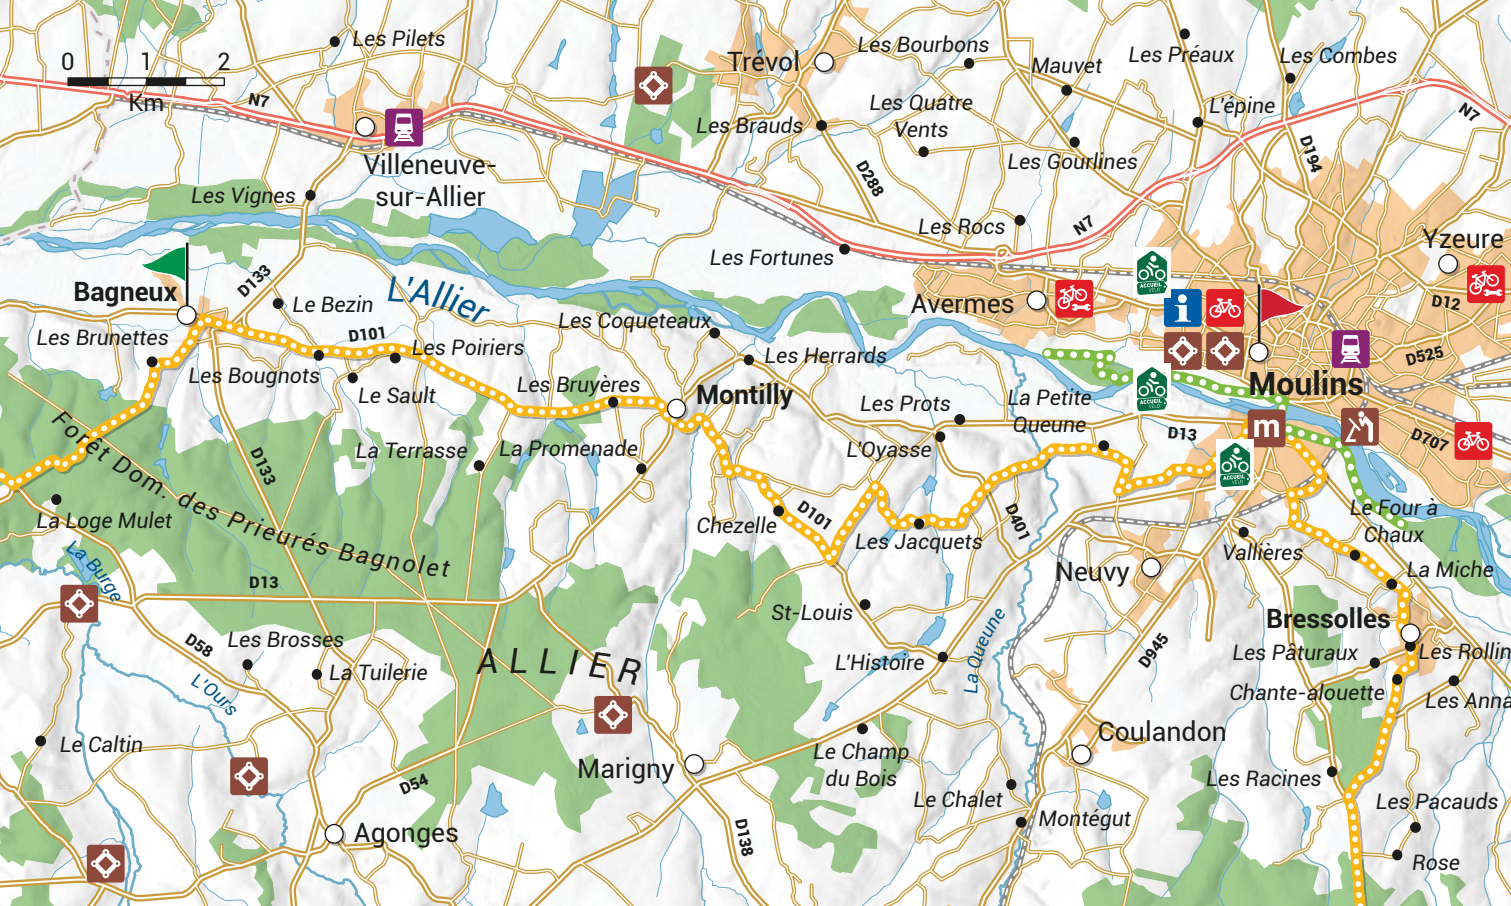 Les Pilets
Trévol
Les Bourbons
Mauvet
Les Préaux
Les Combes
0 1 2
Km
N7
Les Quatre
Vents
L'épine
N7
Les Brauds
Les Gourlines
D194
Villeneuve-
sur-Allier
D288
Les Vignes
Les Rocs
N7
Yzeure
Les Fortunes
Bagneux
D133
Le Bezin
L'Allier
Avermes
ACCUEIL
VÉLO
i
D12
Les Brunettes
D101
Les Poiriers
Les Coqueteaux
Les Herrards
D525
Les Bougnots
Le Sault
Les Bruyères
Montilly
Les Prots
La Petite
Queune
ACCUEIL
VÉLO
Moulins
D13
m
D707
La Terrasse
La Promenade
L'Oyasse
ACCUEIL
VÉLO
D133
Forêt Dom. des Prieurés Bagnolet
La Loge Mulet
Chezelle
D101
Les Jacquets
D401
Le Four à
Chaux
Vallières
La Burge
D13
Neuvy
La Miche
St-Louis
Bressolles
D58
Les Brosses
La Tuilerie
ALLIER
L'Histoire
La Queune
D945
Les Pâturaux
Les Rollin
L'Ours
Chante-alouette
Les Anna
Le Caltin
Coulandon
Marigny
Le Champ
du Bois
Les Racines
D54
Le Chalet
Les Pacauds
Agonges
D138
Montégut
Rose